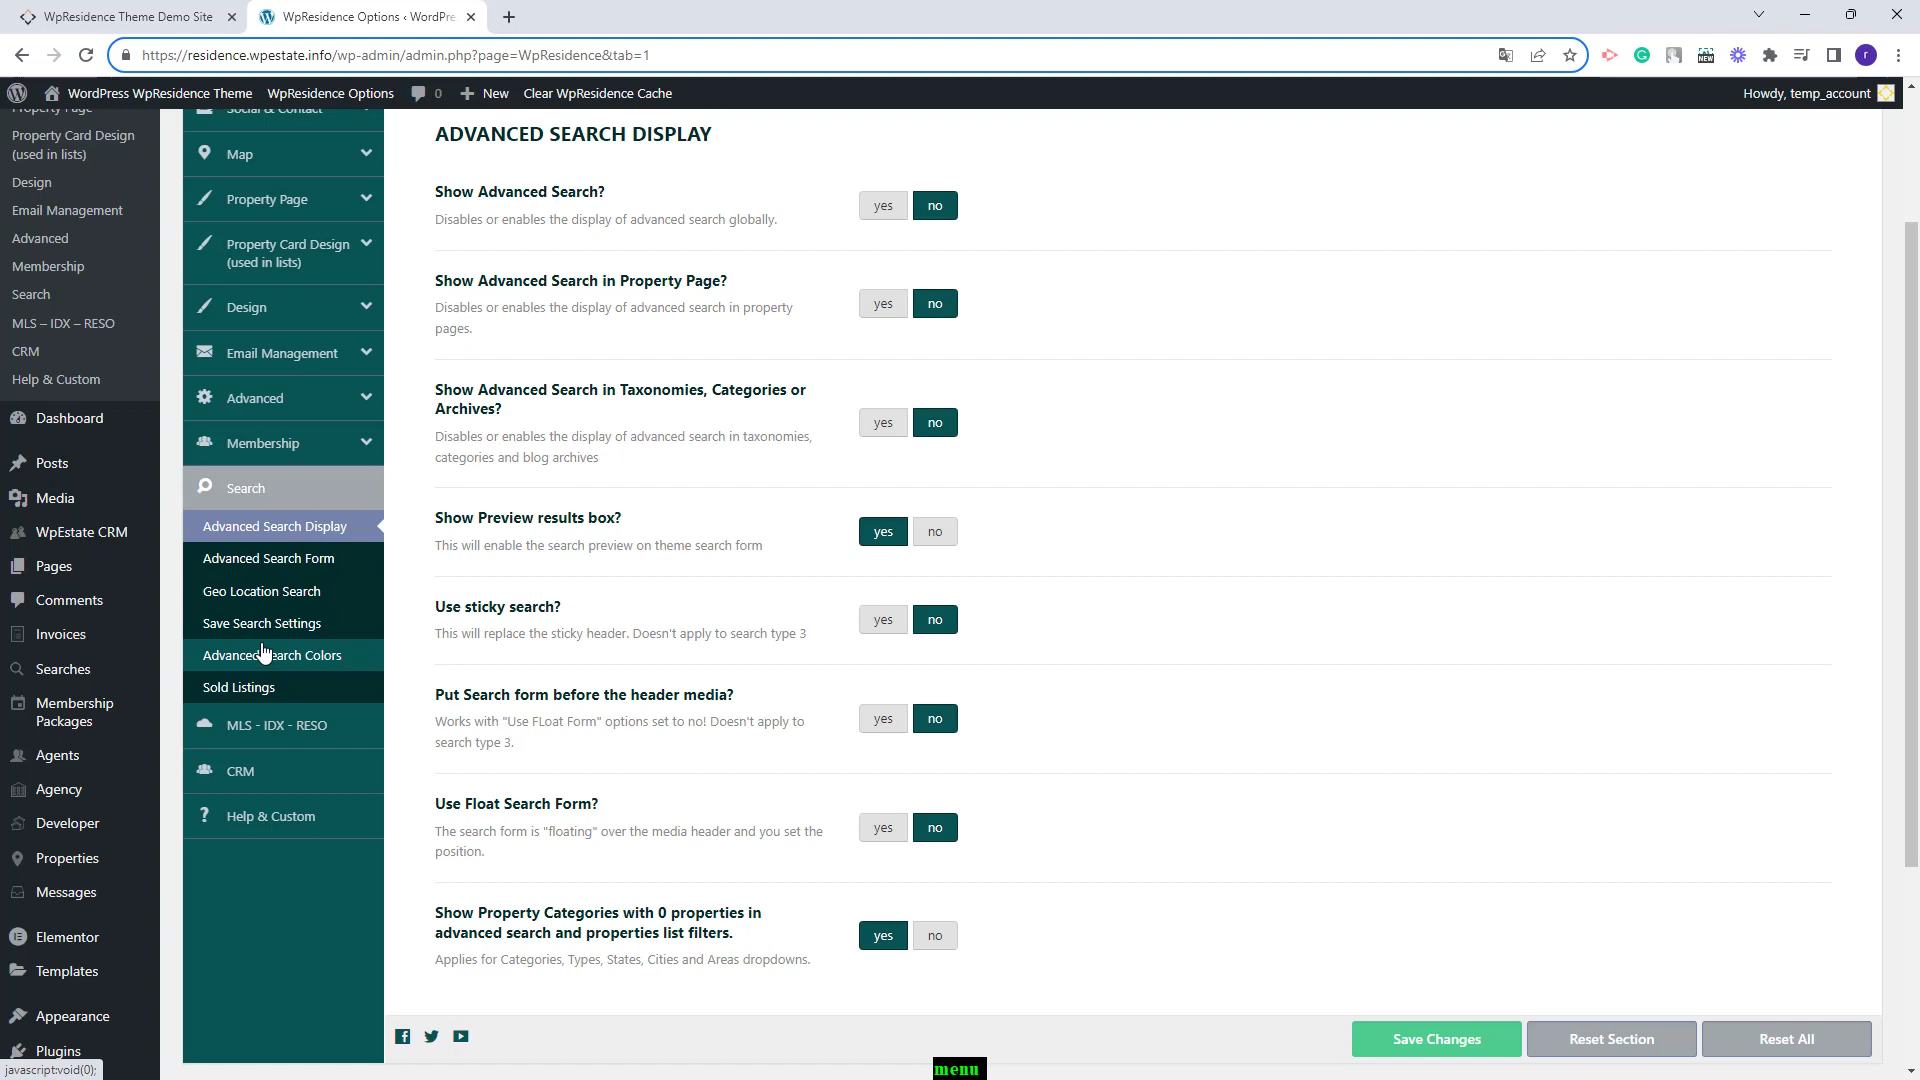 WpResidence Theme Demo Site
WpResidence Options ‹ WordPre
https://residence.wpestate.info/wp-admin/admin.php?page=WpResidence&tab=1
WordPress WpResidence Theme
WpResidence Options
0
New
Clear WpResidence Cache
Howdy, temp_account
Property Page
Property Card Design
(used in lists)
Design
Email Management
Advanced
Membership
Search
MLS – IDX – RESO
CRM
Help & Custom
Dashboard
Posts
Media
WpEstate CRM
Pages
Comments
Invoices
Searches
Membership
Packages
Agents
Agency
Developer
Properties
Messages
Elementor
Templates
Appearance
Plugins
javascript:void(0);
Social & Contact
Map
Property Page
Property Card Design
(used in lists)
Design
Email Management
Advanced
Membership
Search
Advanced Search Display
Advanced Search Form
Geo Location Search
Save Search Settings
Advanced Search Colors
Sold Listings
MLS - IDX - RESO
CRM
Help & Custom
ADVANCED SEARCH DISPLAY
Show Advanced Search?
Disables or enables the display of advanced search globally.
yes no
Show Advanced Search in Property Page?
Disables or enables the display of advanced search in property
pages.
yes no
Show Advanced Search in Taxonomies, Categories or
Archives?
Disables or enables the display of advanced search in taxonomies,
categories and blog archives
yes no
Show Preview results box?
This will enable the search preview on theme search form
yes no
Use sticky search?
This will replace the sticky header. Doesn't apply to search type 3
yes no
Put Search form before the header media?
Works with "Use FLoat Form" options set to no! Doesn't apply to
search type 3.
yes no
Use Float Search Form?
The search form is "floating" over the media header and you set the
position.
yes no
Show Property Categories with 0 properties in
advanced search and properties list filters.
Applies for Categories, Types, States, Cities and Areas dropdowns.
yes no
Save Changes
Reset Section
Reset All
menu